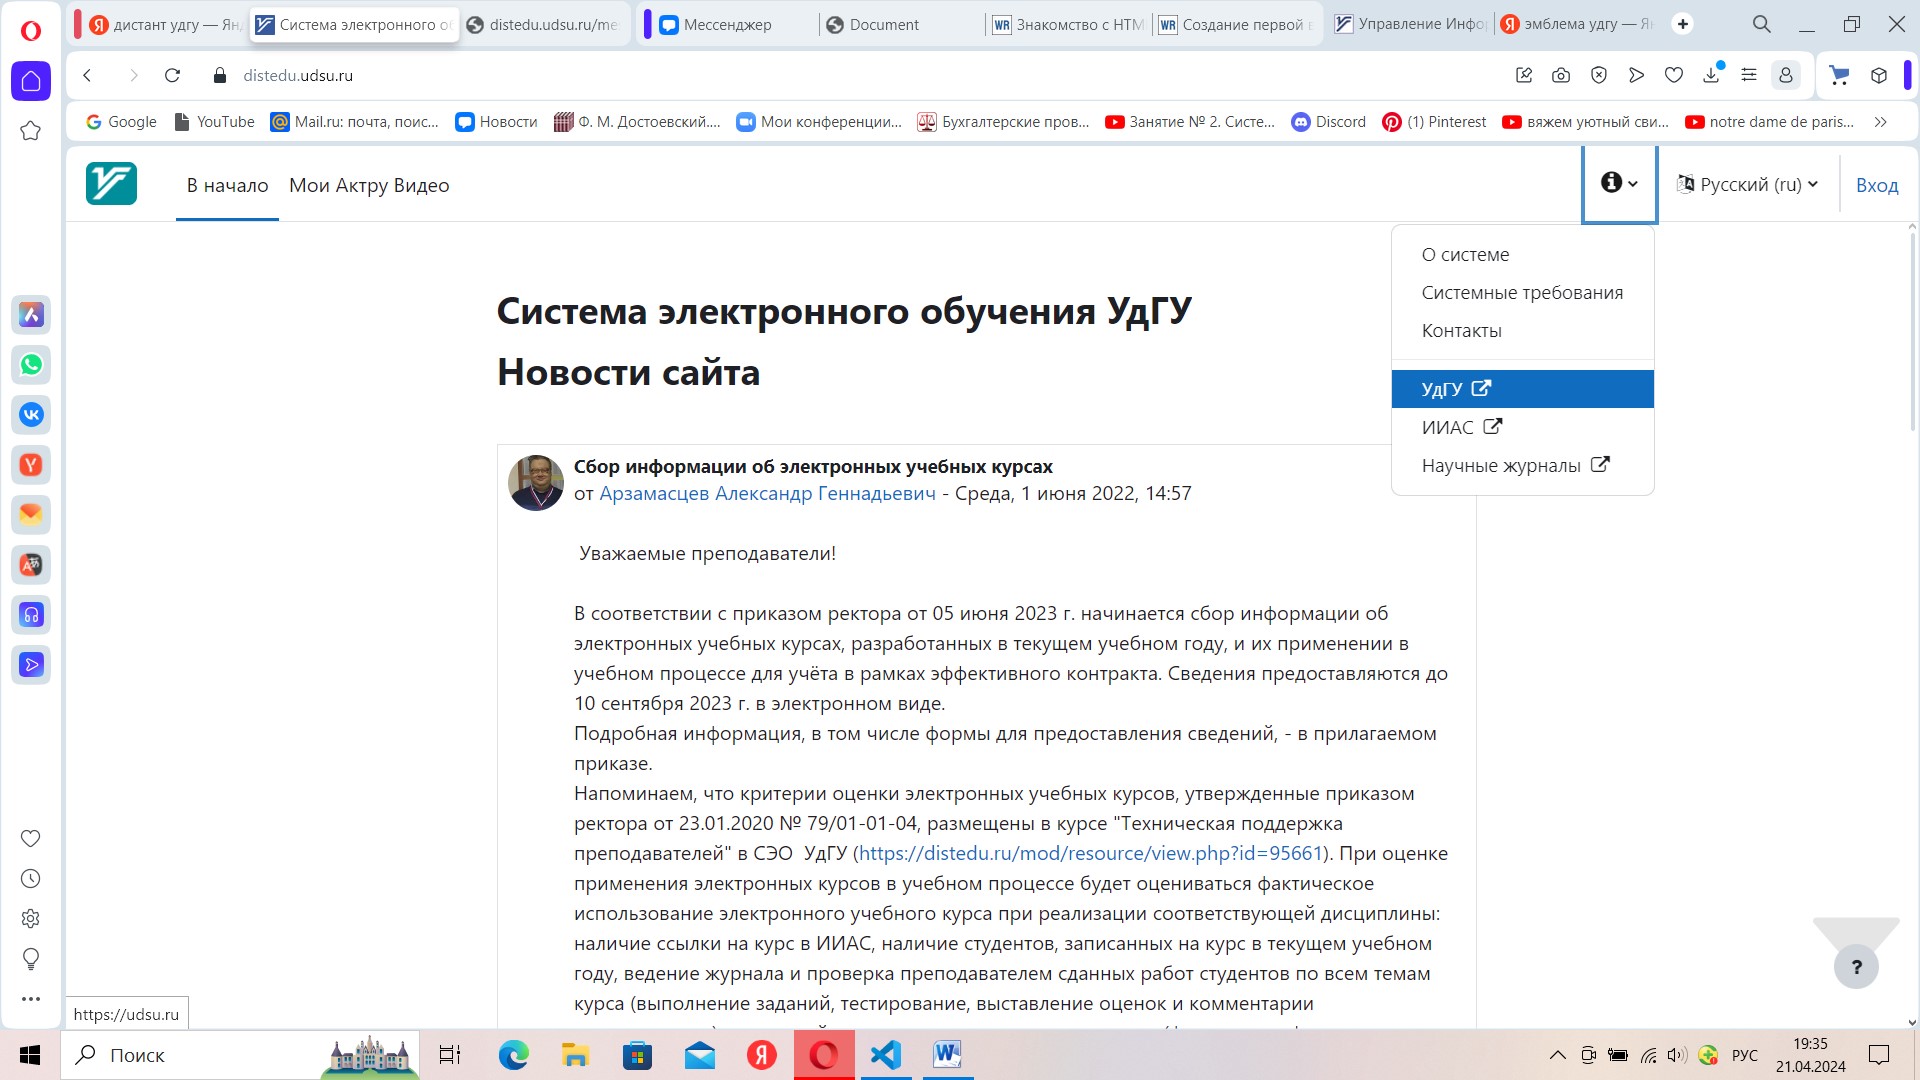 дистант удгу — Ян
Система электронного об
distedu.udsu.ru/me
Мессенджер
Document
WR Знакомство с HTM
WR Создание первой в
Управление Инфо
эмблема удгу — Я
distedu.udsu.ru
Google
YouTube
Mail.ru: почта, поис...
Новости
Ф. М. Достоевский....
Мои конференции...
Бухгалтерские пров...
Занятие № 2. Систе...
Discord
(1) Pinterest
вяжем уютный сви...
notre dame de paris...
В начало
Мои Актру Видео
Русский (ru)
Вход
О системе
Системные требования
Контакты
УдГУ
ИИАС
Научные журналы
Система электронного обучения УдГУ
Новости сайта
Сбор информации об электронных учебных курсах
от Арзамасцев Александр Геннадьевич - Среда, 1 июня 2022, 14:57
Уважаемые преподаватели!
В соответствии с приказом ректора от 05 июня 2023 г. начинается сбор информации об
электронных учебных курсах, разработанных в текущем учебном году, и их применении в
учебном процессе для учёта в рамках эффективного контракта. Сведения предоставляются до
10 сентября 2023 г. в электронном виде.
Подробная информация, в том числе формы для предоставления сведений, - в прилагаемом
приказе.
Напоминаем, что критерии оценки электронных учебных курсов, утвержденные приказом
ректора от 23.01.2020 № 79/01-01-04, размещены в курсе "Техническая поддержка
преподавателей" в СЭО УдГУ (https://distedu.ru/mod/resource/view.php?id=95661). При оценке
применения электронных курсов в учебном процессе будет оцениваться фактическое
использование электронного учебного курса при реализации соответствующей дисциплины:
наличие ссылки на курс в ИИАС, наличие студентов, записанных на курс в текущем учебном
году, ведение журнала и проверка преподавателем сданных работ студентов по всем темам
курса (выполнение заданий, тестирование, выставление оценок и комментарии
?
https://udsu.ru
Поиск
РУС
19:35
21.04.2024